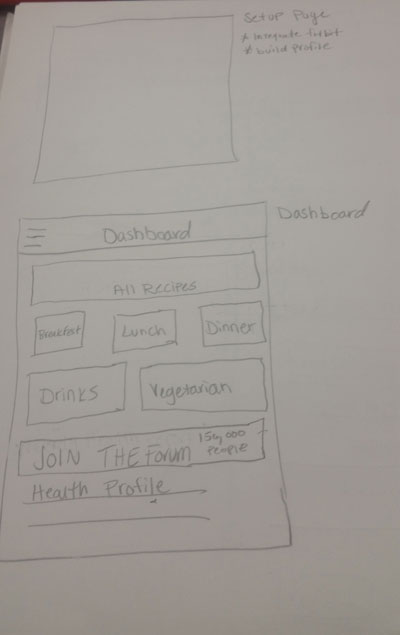 Setup Page
* Integrate fitbit
* build profile
Dashboard
Dashboard
All Recipes
Breakfast
Lunch
Dinner
Drinks
Vegetarian
JOIN THE Forum
150,000
People
Health Profile